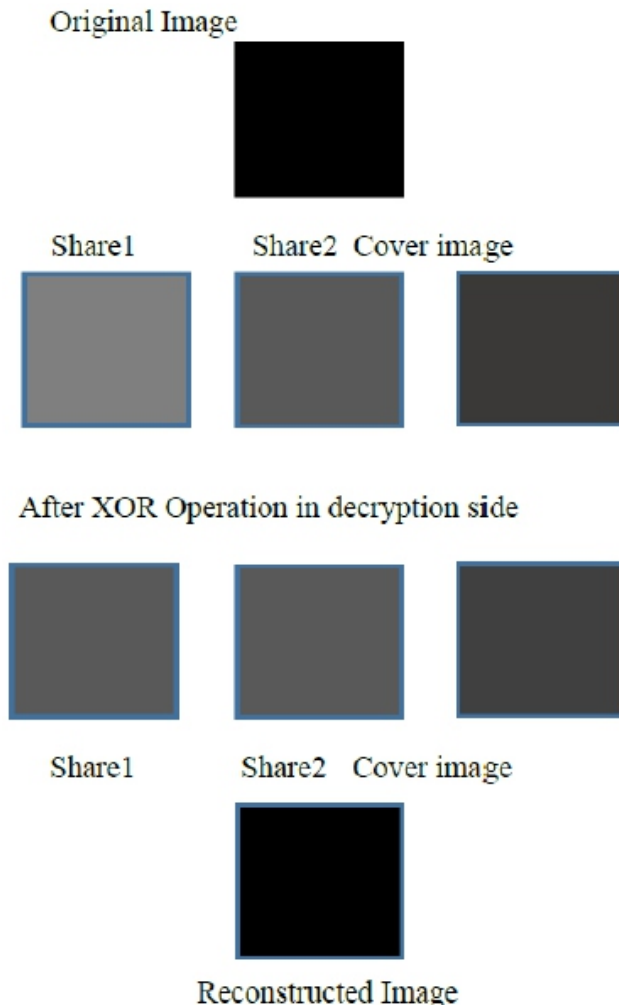 Original Image
Share1 Share2 Cover image
After XOR Operation in decryption side
Share1 Share2 Cover image
Reconstructed Image